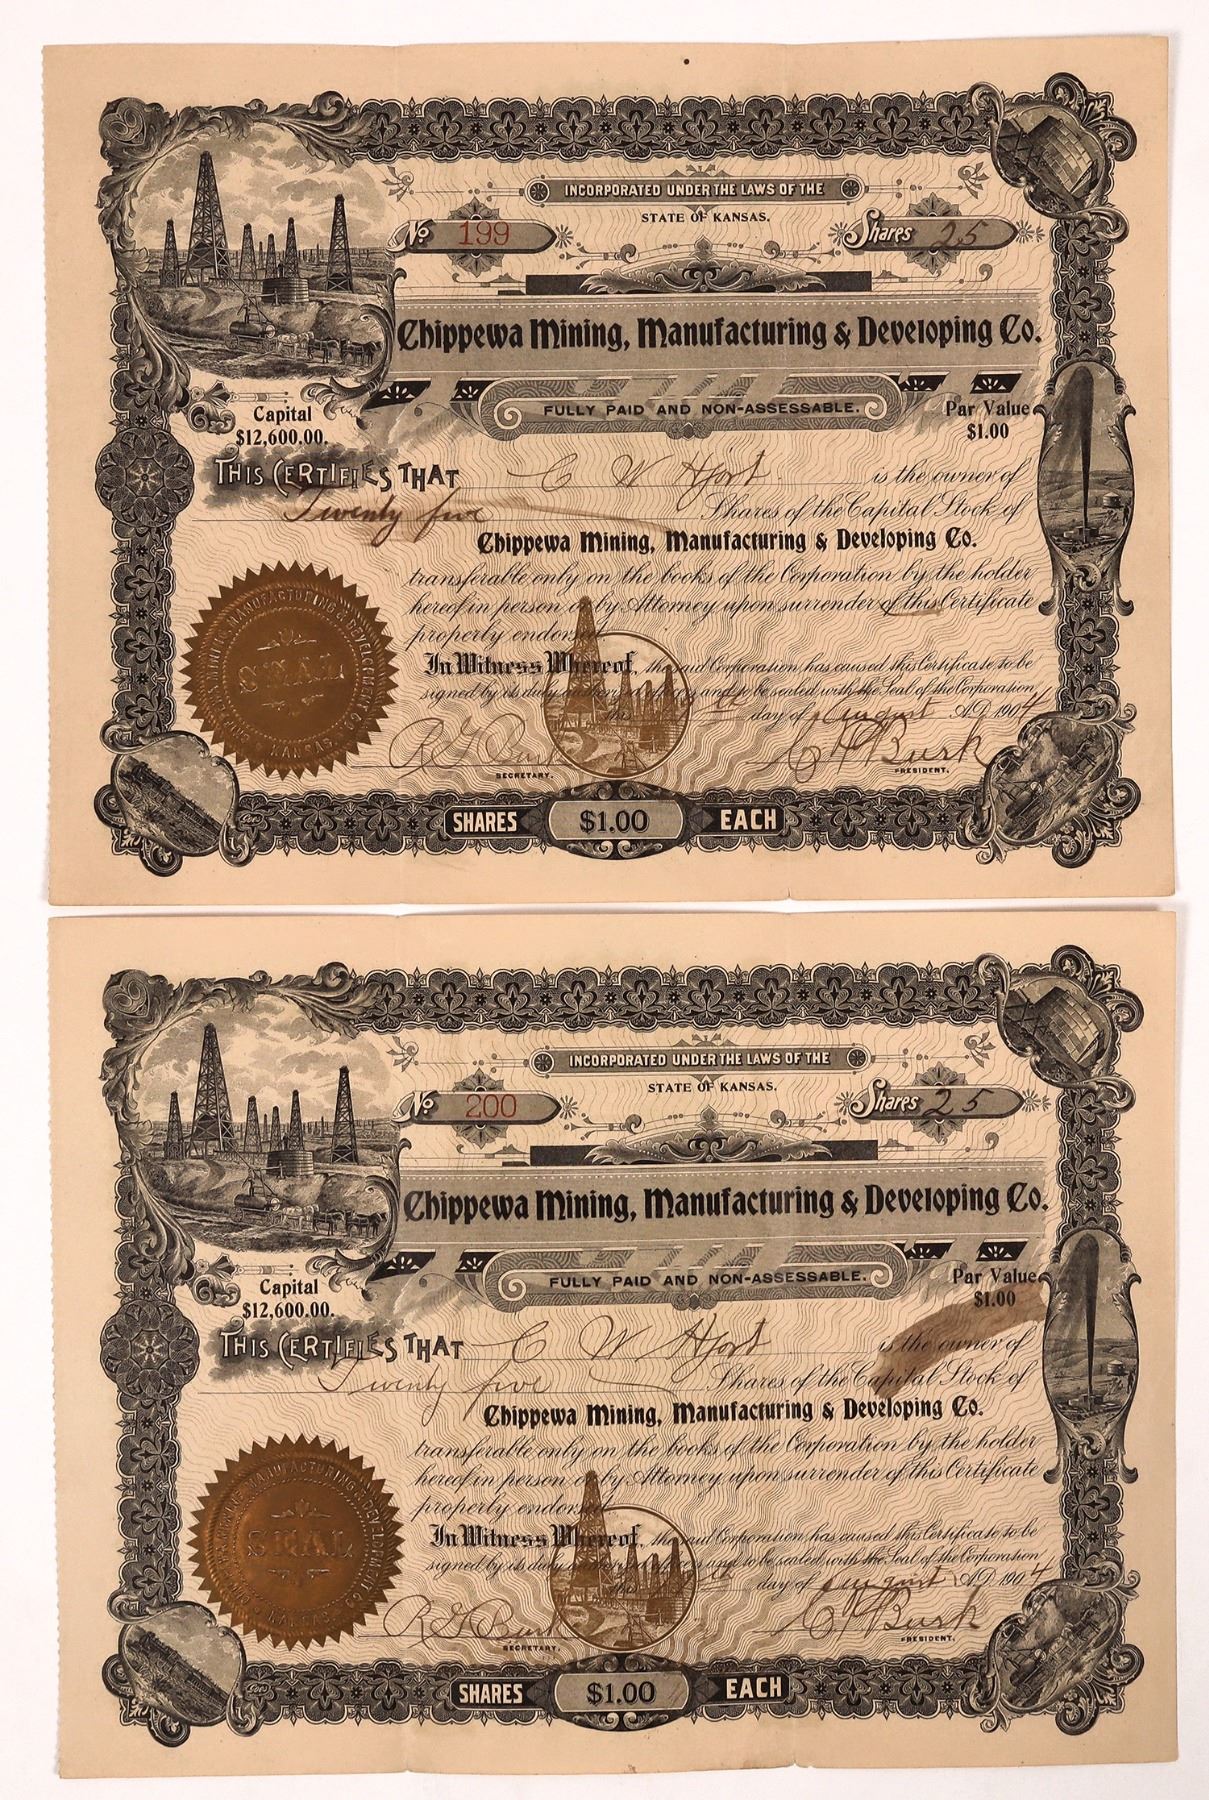 INCORPORATED UNDER THE LAWS OF THE
STATE OF KANSAS.
No 199 Shares 25
Chippewa Mining, Manufacturing & Developing Co.
FULLY PAID AND NON-ASSESSABLE.
Capital
$12,600.00.
Par Value
$1.00
THIS CERTIFIES THAT C W Hjort is the owner of
Twenty five Shares of the Capital Stock of
Chippewa Mining, Manufacturing & Developing Co.
transferable only on the books of the Corporation by the holder
hereof in person or by Attorney upon surrender of this Certificate
properly endorsed
In Witness Whereof, the said Corporation has caused this Certificate to be
signed by its duly authorized officers and to be sealed with the Seal of the Corporation
this day of August A.D. 1904
SEAL
KANSAS.
R G Burk
SECRETARY.
C H Burk
PRESIDENT.
SHARES $1.00 EACH
INCORPORATED UNDER THE LAWS OF THE
STATE OF KANSAS.
No 200 Shares 25
Chippewa Mining, Manufacturing & Developing Co.
FULLY PAID AND NON-ASSESSABLE.
Capital
$12,600.00.
Par Value
$1.00
THIS CERTIFIES THAT C W Hjort is the owner of
Twenty five Shares of the Capital Stock of
Chippewa Mining, Manufacturing & Developing Co.
transferable only on the books of the Corporation by the holder
hereof in person or by Attorney upon surrender of this Certificate
properly endorsed
In Witness Whereof, the said Corporation has caused this Certificate to be
signed by its duly authorized officers and to be sealed with the Seal of the Corporation
this day of August A.D. 1904
SEAL
KANSAS.
R G Burk
SECRETARY.
C H Burk
PRESIDENT.
SHARES $1.00 EACH